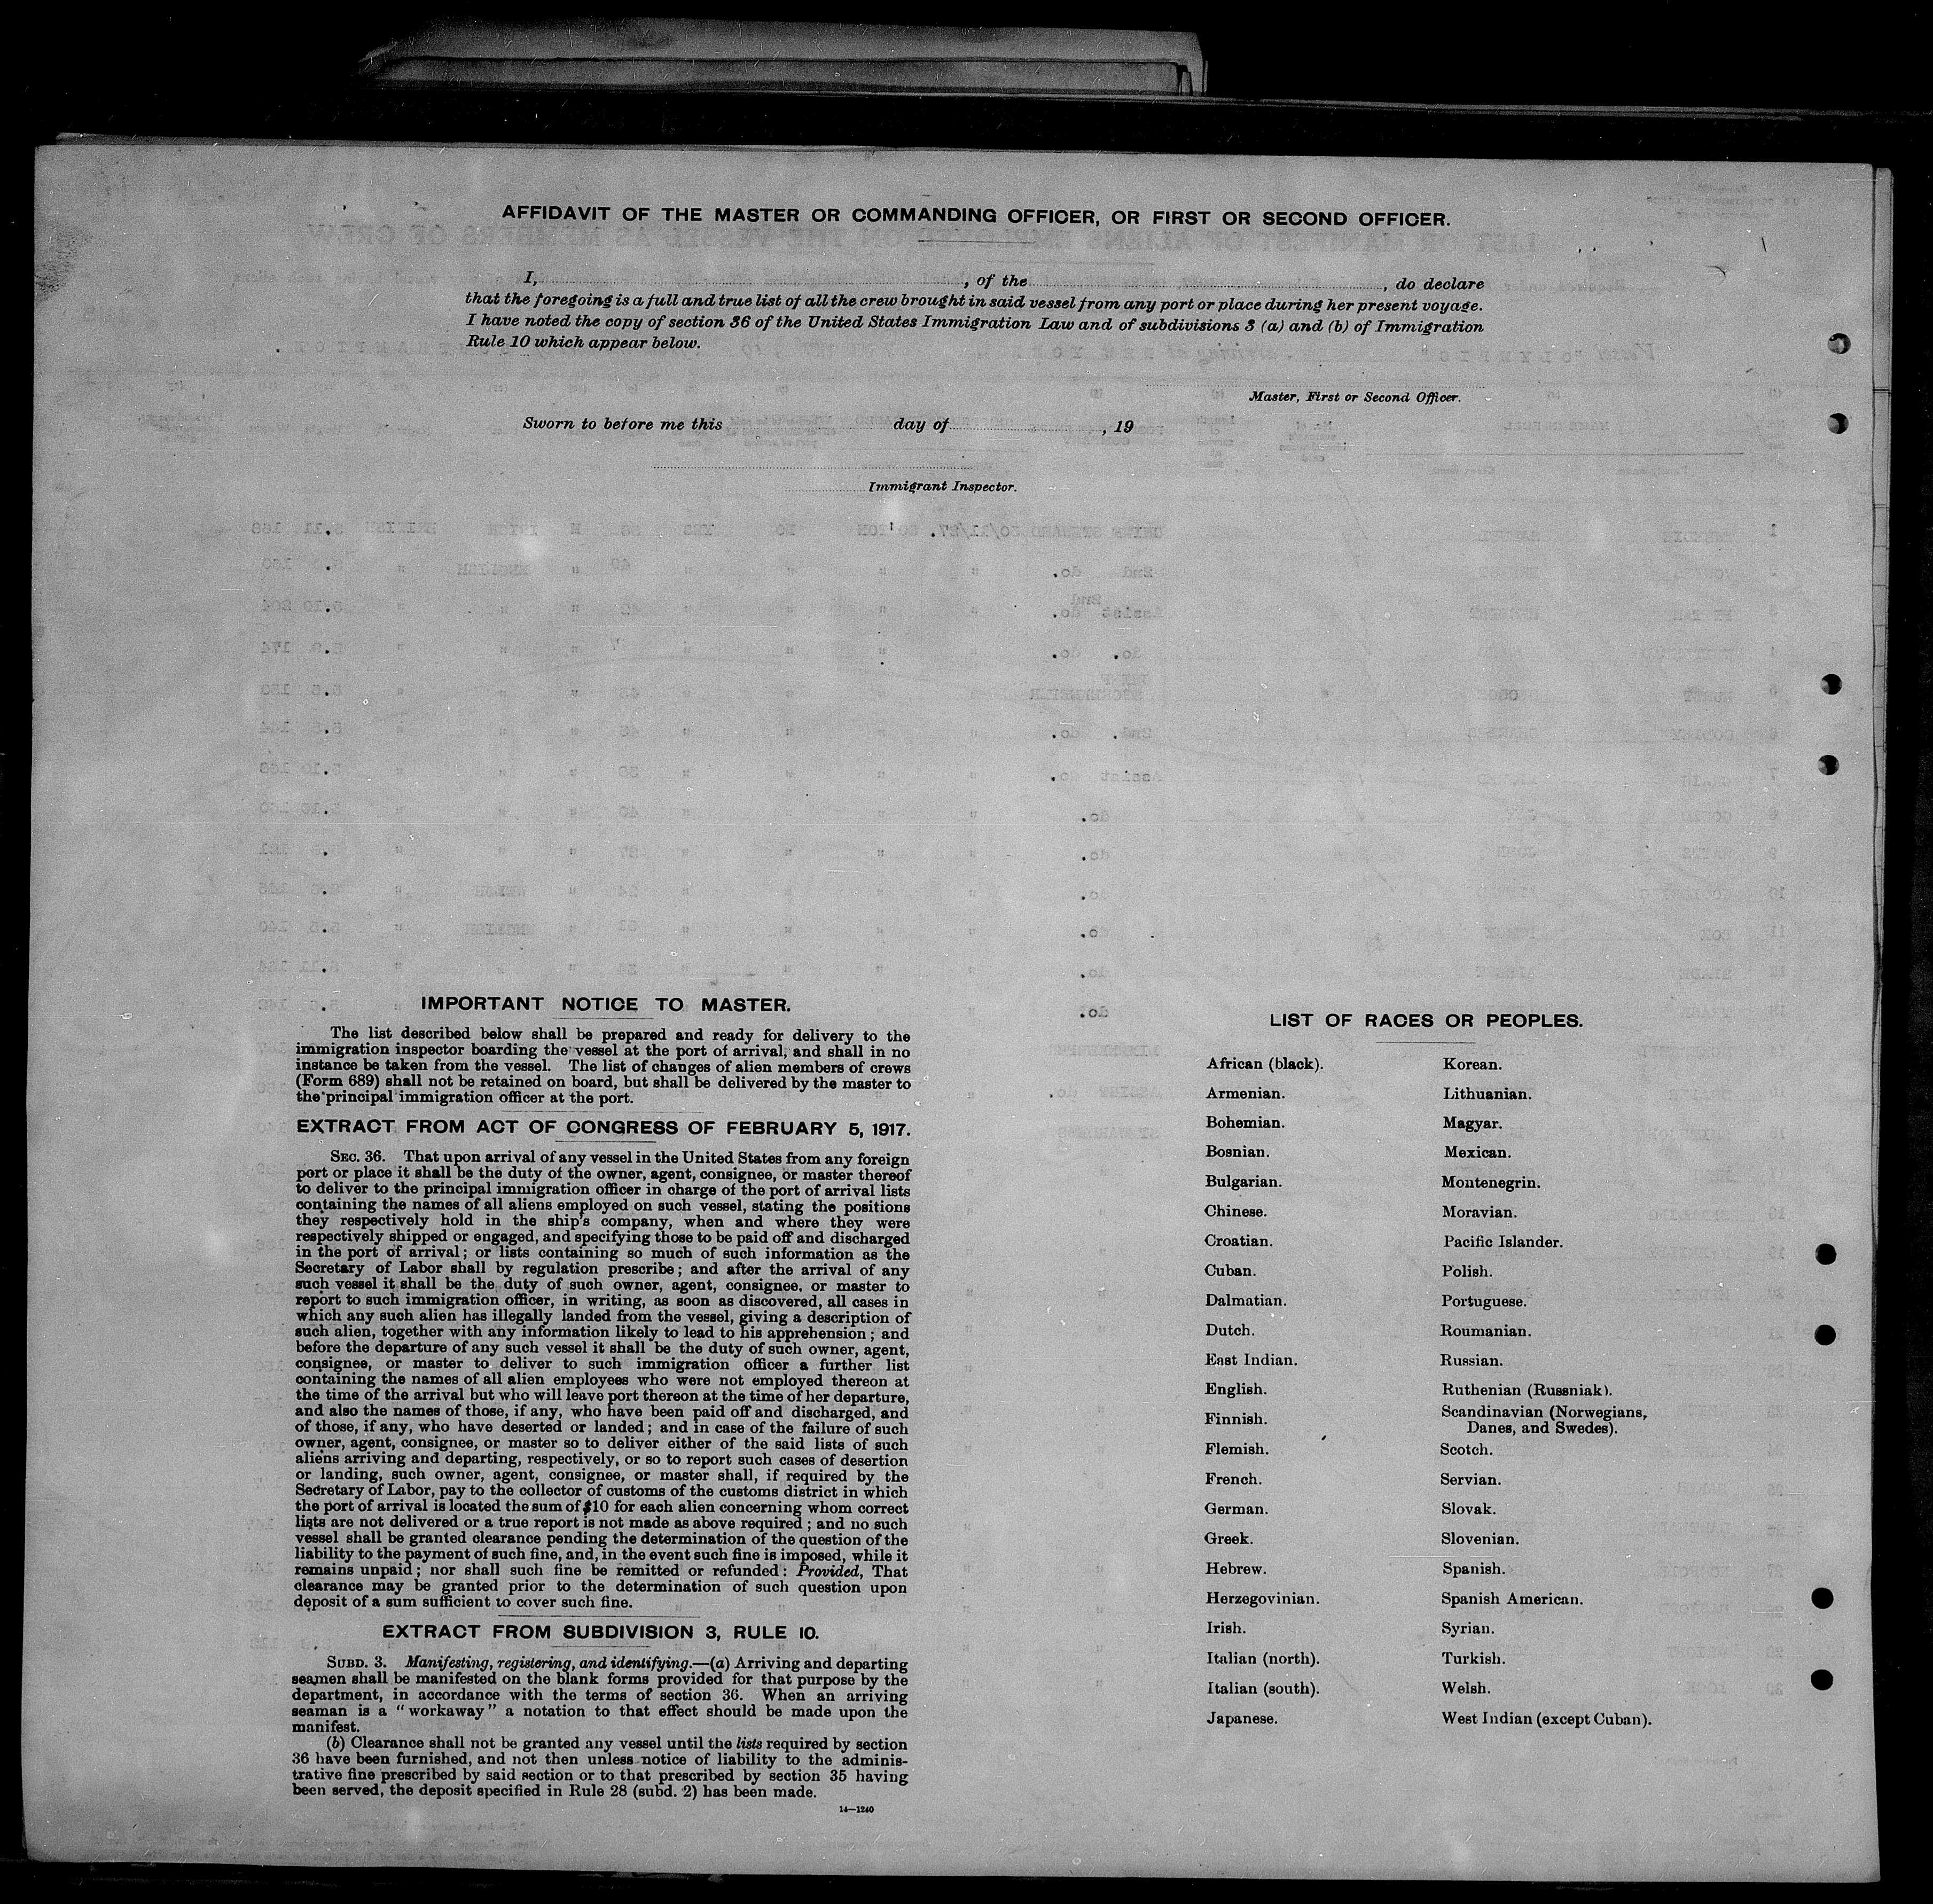 AFFIDAVIT OF THE MASTER OR COMMANDING OFFICER, OR FIRST OR SECOND OFFICER.
I, , of the , do declare
that the foregoing is a full and true list of all the crew brought in said vessel from any port or place during her present voyage.
I have noted the copy of section 36 of the United States Immigration Law and of subdivisions 3 (a) and (b) of Immigration
Rule 10 which appear below.
Master, First or Second Officer.
Sworn to before me this day of , 19
Immigrant Inspector.
IMPORTANT NOTICE TO MASTER.
The list described below shall be prepared and ready for delivery to the
immigration inspector boarding the vessel at the port of arrival, and shall in no
instance be taken from the vessel. The list of changes of alien members of crews
(Form 689) shall not be retained on board, but shall be delivered by the master to
the principal immigration officer at the port.
EXTRACT FROM ACT OF CONGRESS OF FEBRUARY 5, 1917.
SEC. 36. That upon arrival of any vessel in the United States from any foreign
port or place it shall be the duty of the owner, agent, consignee, or master thereof
to deliver to the principal immigration officer in charge of the port of arrival lists
containing the names of all aliens employed on such vessel, stating the positions
they respectively hold in the ship's company, when and where they were
respectively shipped or engaged, and specifying those to be paid off and discharged
in the port of arrival; or lists containing so much of such information as the
Secretary of Labor shall by regulation prescribe; and after the arrival of any
such vessel it shall be the duty of such owner, agent, consignee, or master to
report to such immigration officer, in writing, as soon as discovered, all cases in
which any such alien has illegally landed from the vessel, giving a description of
such alien, together with any information likely to lead to his apprehension; and
before the departure of any such vessel it shall be the duty of such owner, agent,
consignee, or master to deliver to such immigration officer a further list
containing the names of all alien employees who were not employed thereon at
the time of the arrival but who will leave port thereon at the time of her departure,
and also the names of those, if any, who have been paid off and discharged, and
of those, if any, who have deserted or landed; and in case of the failure of such
owner, agent, consignee, or master so to deliver either of the said lists of such
aliens arriving and departing, respectively, or so to report such cases of desertion
or landing, such owner, agent, consignee, or master shall, if required by the
Secretary of Labor, pay to the collector of customs of the customs district in which
the port of arrival is located the sum of $10 for each alien concerning whom correct
lists are not delivered or a true report is not made as above required; and no such
vessel shall be granted clearance pending the determination of the question of the
liability to the payment of such fine, and, in the event such fine is imposed, while it
remains unpaid; nor shall such fine be remitted or refunded: Provided, That
clearance may be granted prior to the determination of such question upon
deposit of a sum sufficient to cover such fine.
EXTRACT FROM SUBDIVISION 3, RULE 10.
SUBD. 3. Manifesting, registering, and identifying.—(a) Arriving and departing
seamen shall be manifested on the blank forms provided for that purpose by the
department, in accordance with the terms of section 36. When an arriving
seaman is a "workaway" a notation to that effect should be made upon the
manifest.
(b) Clearance shall not be granted any vessel until the lists required by section
36 have been furnished, and not then unless notice of liability to the adminis-
trative fine prescribed by said section or to that prescribed by section 35 having
been served, the deposit specified in Rule 28 (subd. 2) has been made.
14—1240
LIST OF RACES OR PEOPLES.
African (black).
Armenian.
Bohemian.
Bosnian.
Bulgarian.
Chinese.
Croatian.
Cuban.
Dalmatian.
Dutch.
East Indian.
English.
Finnish.
Flemish.
French.
German.
Greek.
Hebrew.
Herzegovinian.
Irish.
Italian (north).
Italian (south).
Japanese.
Korean.
Lithuanian.
Magyar.
Mexican.
Montenegrin.
Moravian.
Pacific Islander.
Polish.
Portuguese.
Roumanian.
Russian.
Ruthenian (Russniak).
Scandinavian (Norwegians,
Danes, and Swedes).
Scotch.
Servian.
Slovak.
Slovenian.
Spanish.
Spanish American.
Syrian.
Turkish.
Welsh.
West Indian (except Cuban).